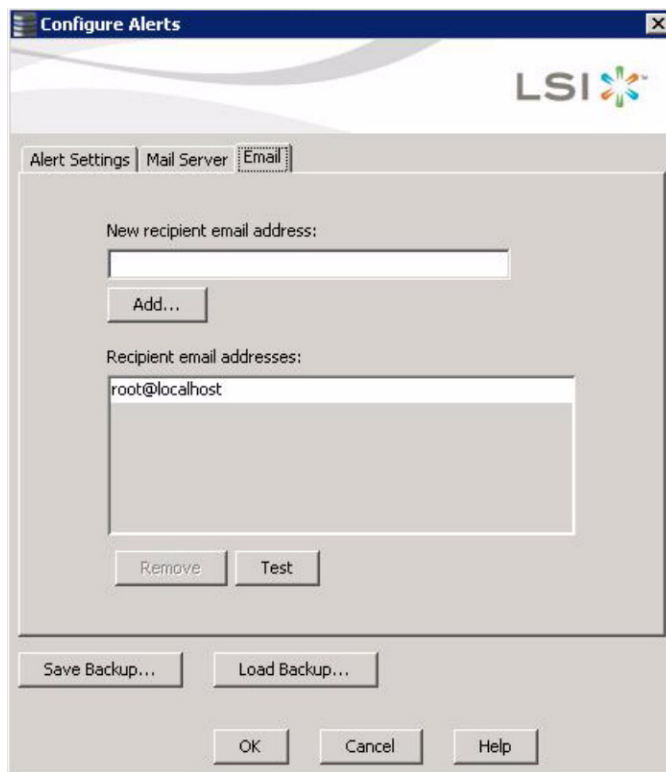 Configure Alerts
LSI
Alert Settings Mail Server Email
New recipient email address:
Add...
Recipient email addresses:
root@localhost
Remove Test
Save Backup... Load Backup...
OK Cancel Help